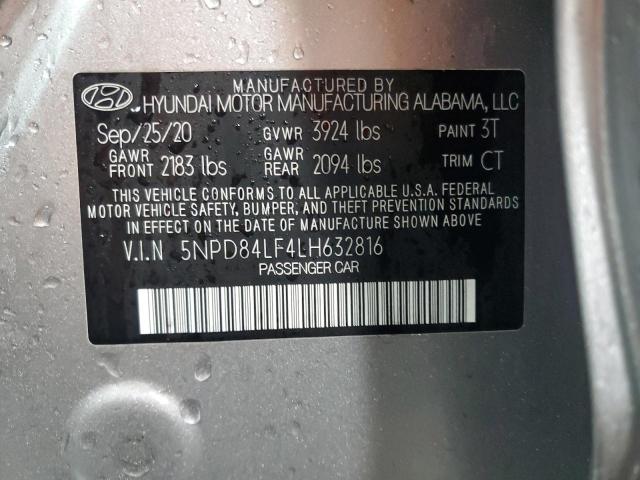 MANUFACTURED BY
HYUNDAI MOTOR MANUFACTURING ALABAMA, LLC
Sep/25/20 GVWR 3924 lbs PAINT 3T
GAWR FRONT 2183 lbs GAWR REAR 2094 lbs TRIM CT
THIS VEHICLE CONFORMS TO ALL APPLICABLE U.S.A. FEDERAL
MOTOR VEHICLE SAFETY, BUMPER, AND THEFT PREVENTION STANDARDS
IN EFFECT ON THE DATE OF MANUFACTURE SHOWN ABOVE
V.I.N 5NPD84LF4LH632816
PASSENGER CAR